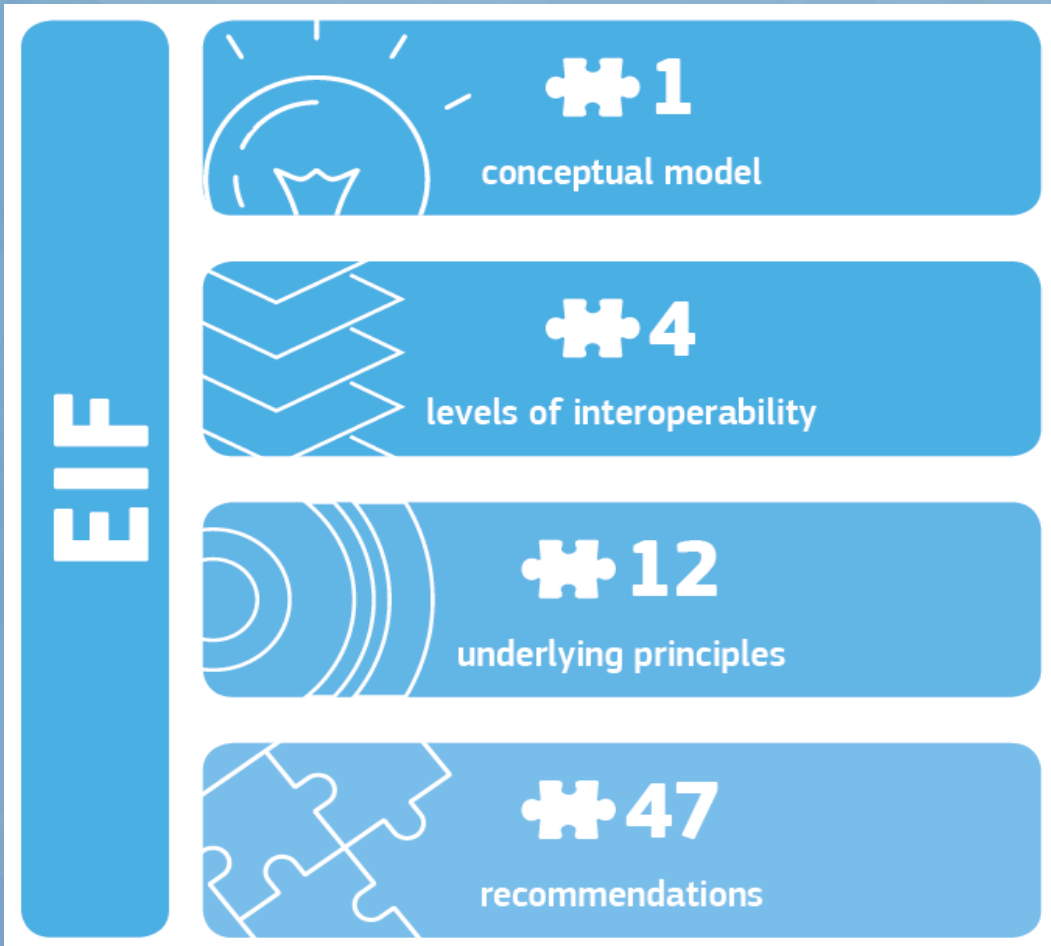 EIF
1
conceptual model
4
levels of interoperability
12
underlying principles
47
recommendations